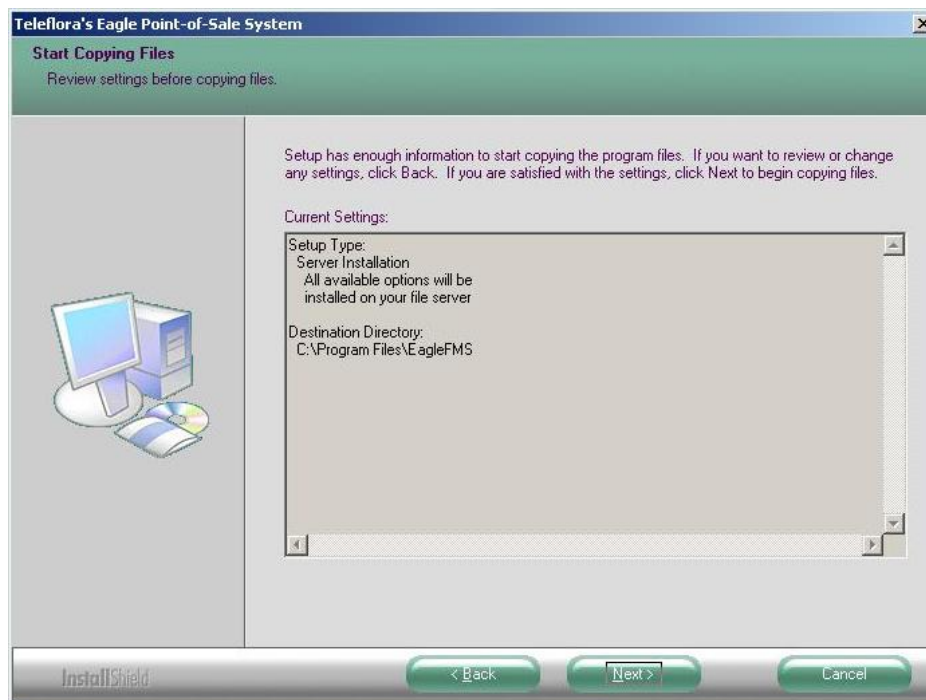 Teleflora's Eagle Point-of-Sale System
Start Copying Files
Review settings before copying files.
Setup has enough information to start copying the program files. If you want to review or change
any settings, click Back. If you are satisfied with the settings, click Next to begin copying files.
Current Settings:
Setup Type:
Server Installation
All available options will be
installed on your file server
Destination Directory:
C:\Program Files\EagleFMS
InstallShield
< Back
Next >
Cancel